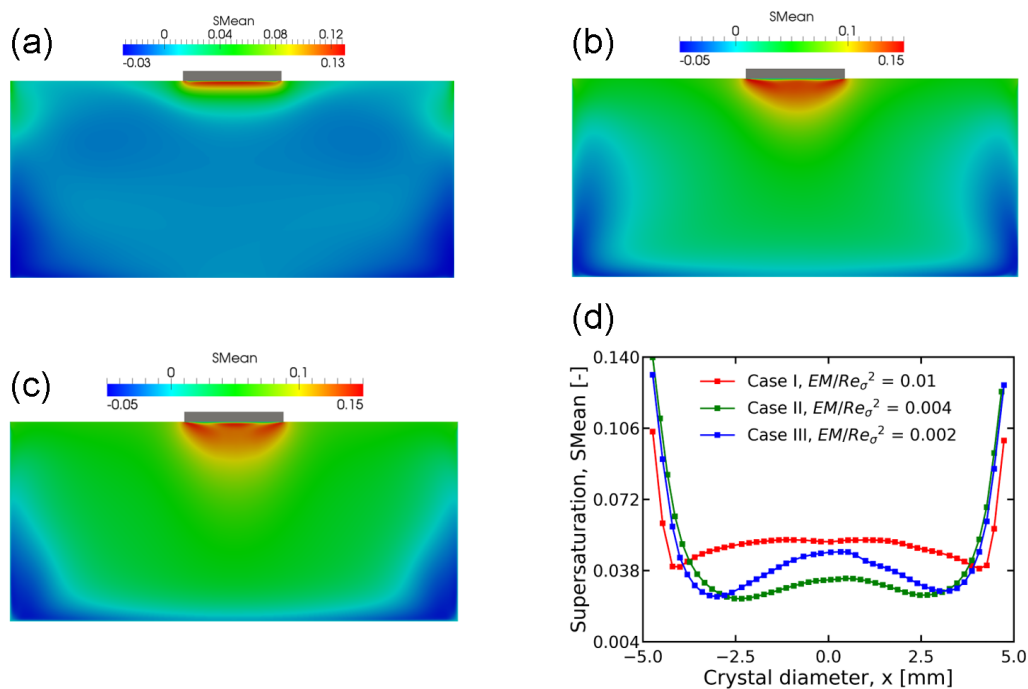 (a)
SMean
0 0.04 0.08 0.12
-0.03 0.13
(b)
SMean
0 0.1
-0.05 0.15
(c)
SMean
0 0.1
-0.05 0.15
(d)
0.140
0.106
0.072
0.038
0.004
Supersaturation, SMean [-]
Case I, EM/Reσ² = 0.01
Case II, EM/Reσ² = 0.004
Case III, EM/Reσ² = 0.002
−5.0 −2.5 0.0 2.5 5.0
Crystal diameter, x [mm]